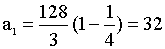 a₁ = 128/3 (1 − 1/4) = 32